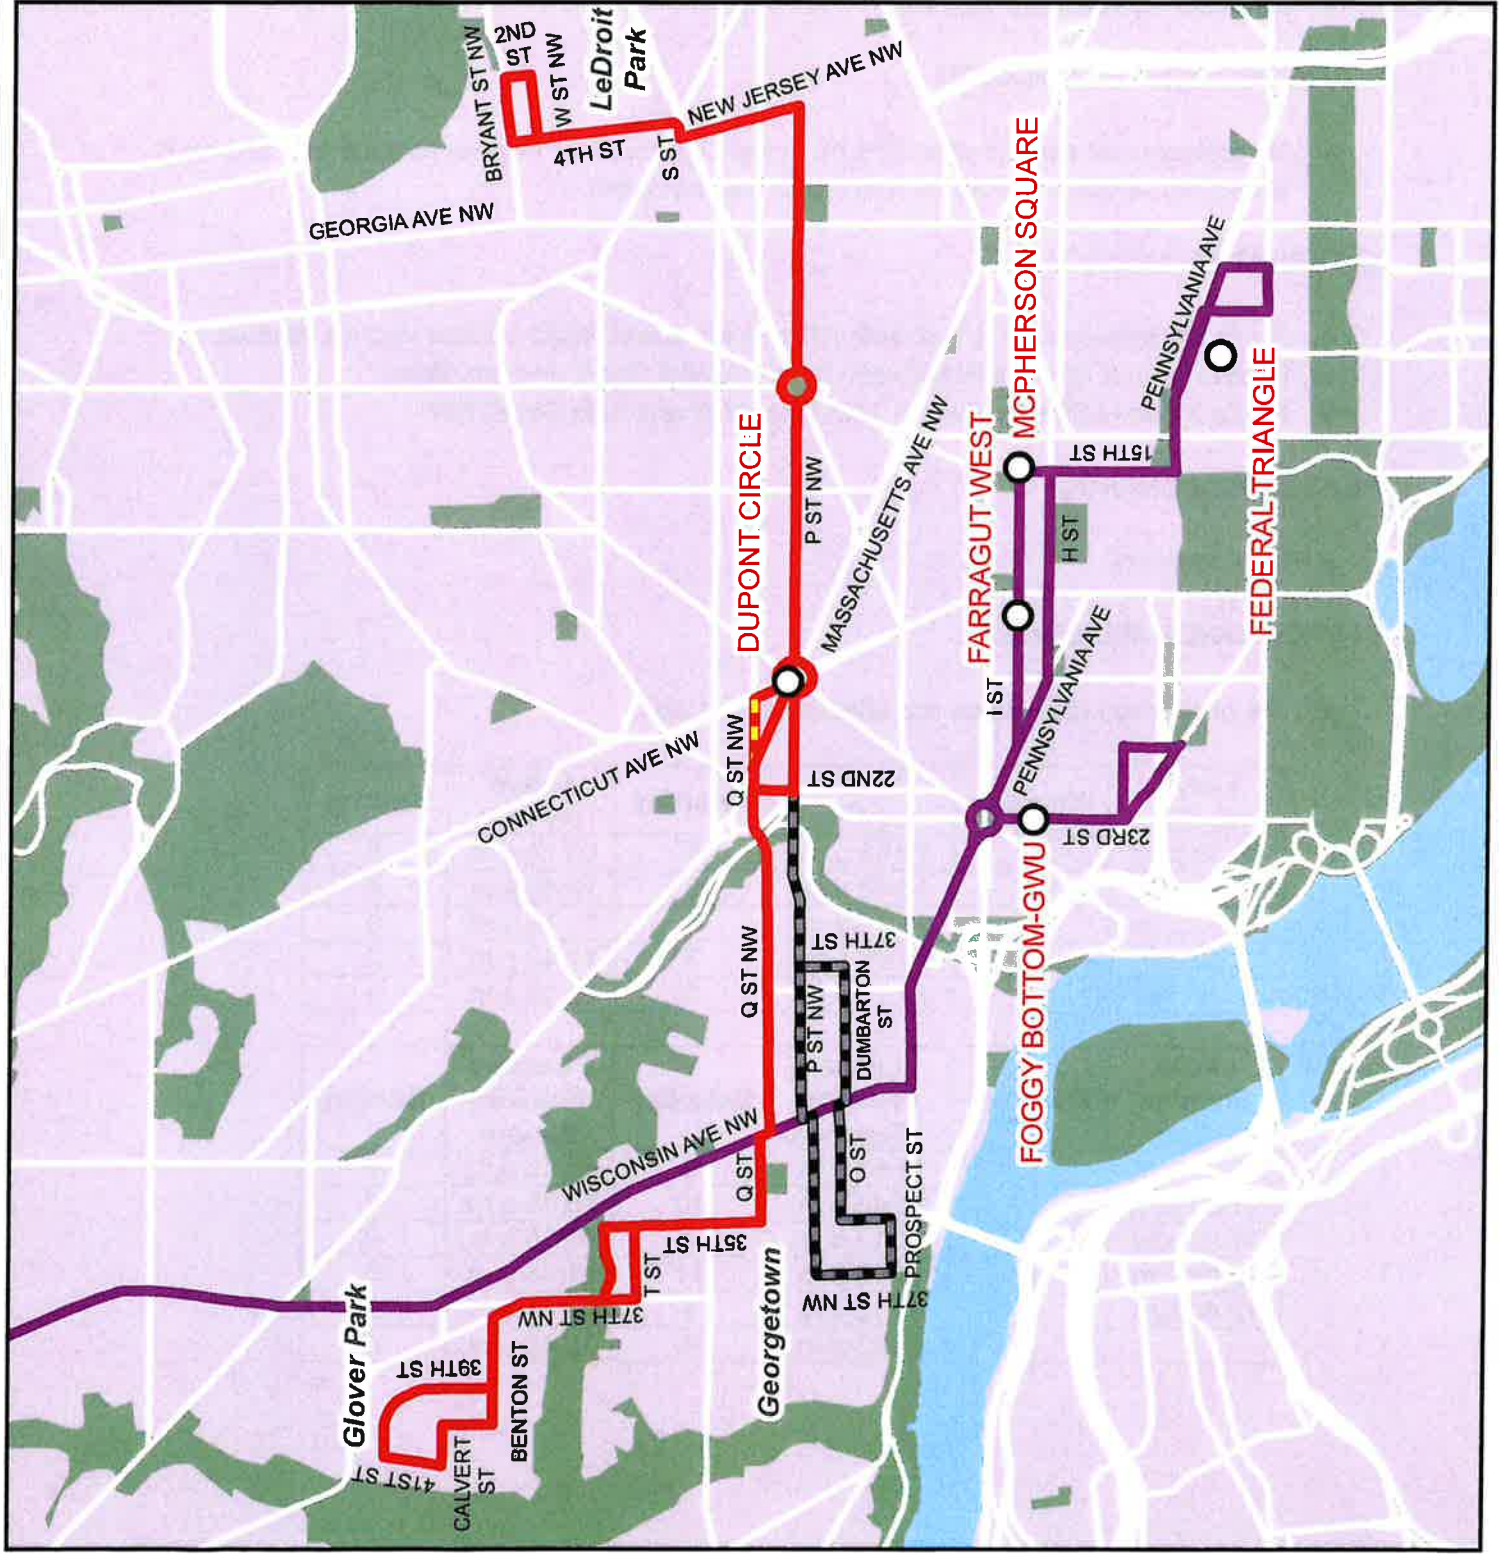 BRYANT ST NW
2ND
ST
W ST NW
LeDroit
Park
4TH ST
S ST
NEW JERSEY AVE NW
GEORGIA AVE NW
MCPHERSON SQUARE
PENNSYLVANIA AVE
FEDERAL TRIANGLE
15TH ST
FARRAGUT WEST
H ST
I ST
PENNSYLVANIA AVE
DUPONT CIRCLE
P ST NW
MASSACHUSETTS AVE NW
Q ST NW
22ND ST
CONNECTICUT AVE NW
23RD ST
FOGGY BOTTOM-GWU
Q ST NW
37TH ST
P ST NW
DUMBARTON
ST
WISCONSIN AVE NW
Q ST
O ST
PROSPECT ST
35TH ST
T ST
37TH ST NW
37TH ST NW
Georgetown
Glover Park
39TH ST
BENTON ST
41ST ST
CALVERT
ST